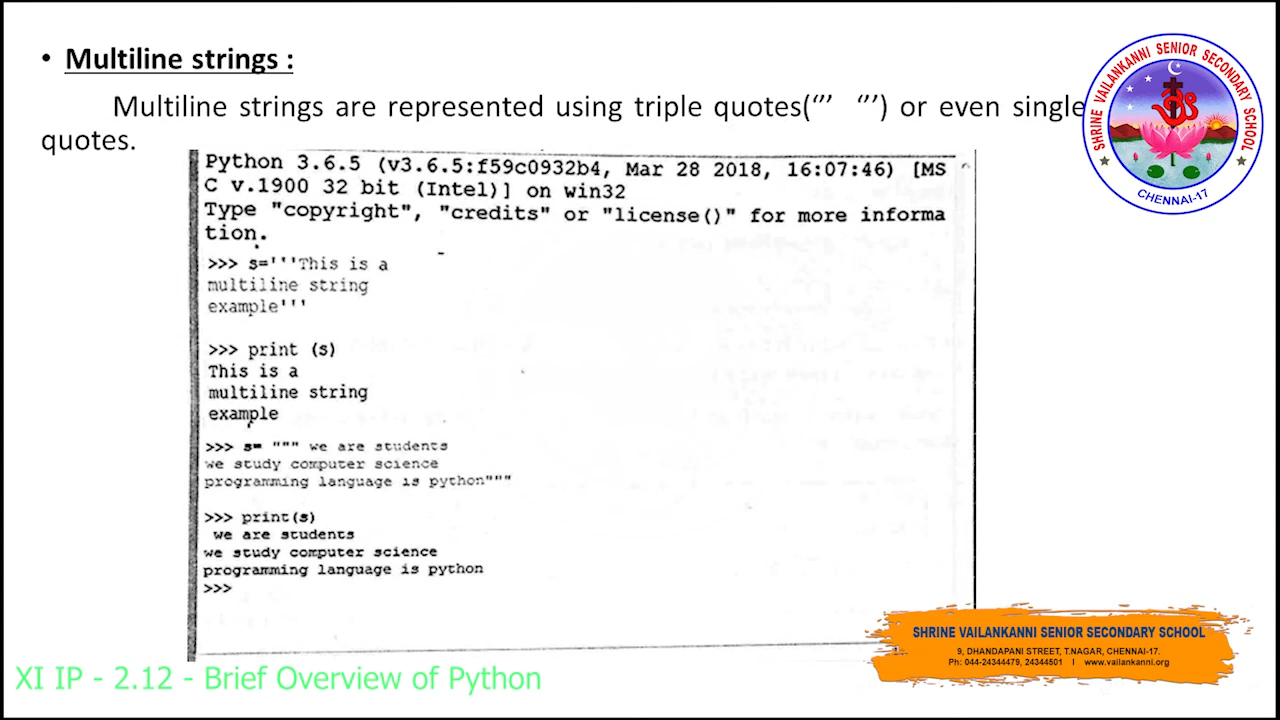 • Multiline strings :
Multiline strings are represented using triple quotes(“’’ “’’) or even single
quotes.
Python 3.6.5 (v3.6.5:f59c0932b4, Mar 28 2018, 16:07:46) [MS
C v.1900 32 bit (Intel)] on win32
Type "copyright", "credits" or "license()" for more informa
tion.
>>> s='''This is a
multiline string
example'''
>>> print (s)
This is a
multiline string
example
>>> s= """ we are students
we study computer science
programming language is python"""
>>> print(s)
we are students
we study computer science
programming language is python
>>>
SHRINE VAILANKANNI SENIOR SECONDARY SCHOOL
CHENNAI-17
SHRINE VAILANKANNI SENIOR SECONDARY SCHOOL
9, DHANDAPANI STREET, T.NAGAR, CHENNAI-17.
Ph: 044-24344479, 24344501 I www.vailankanni.org
XI IP - 2.12 - Brief Overview of Python